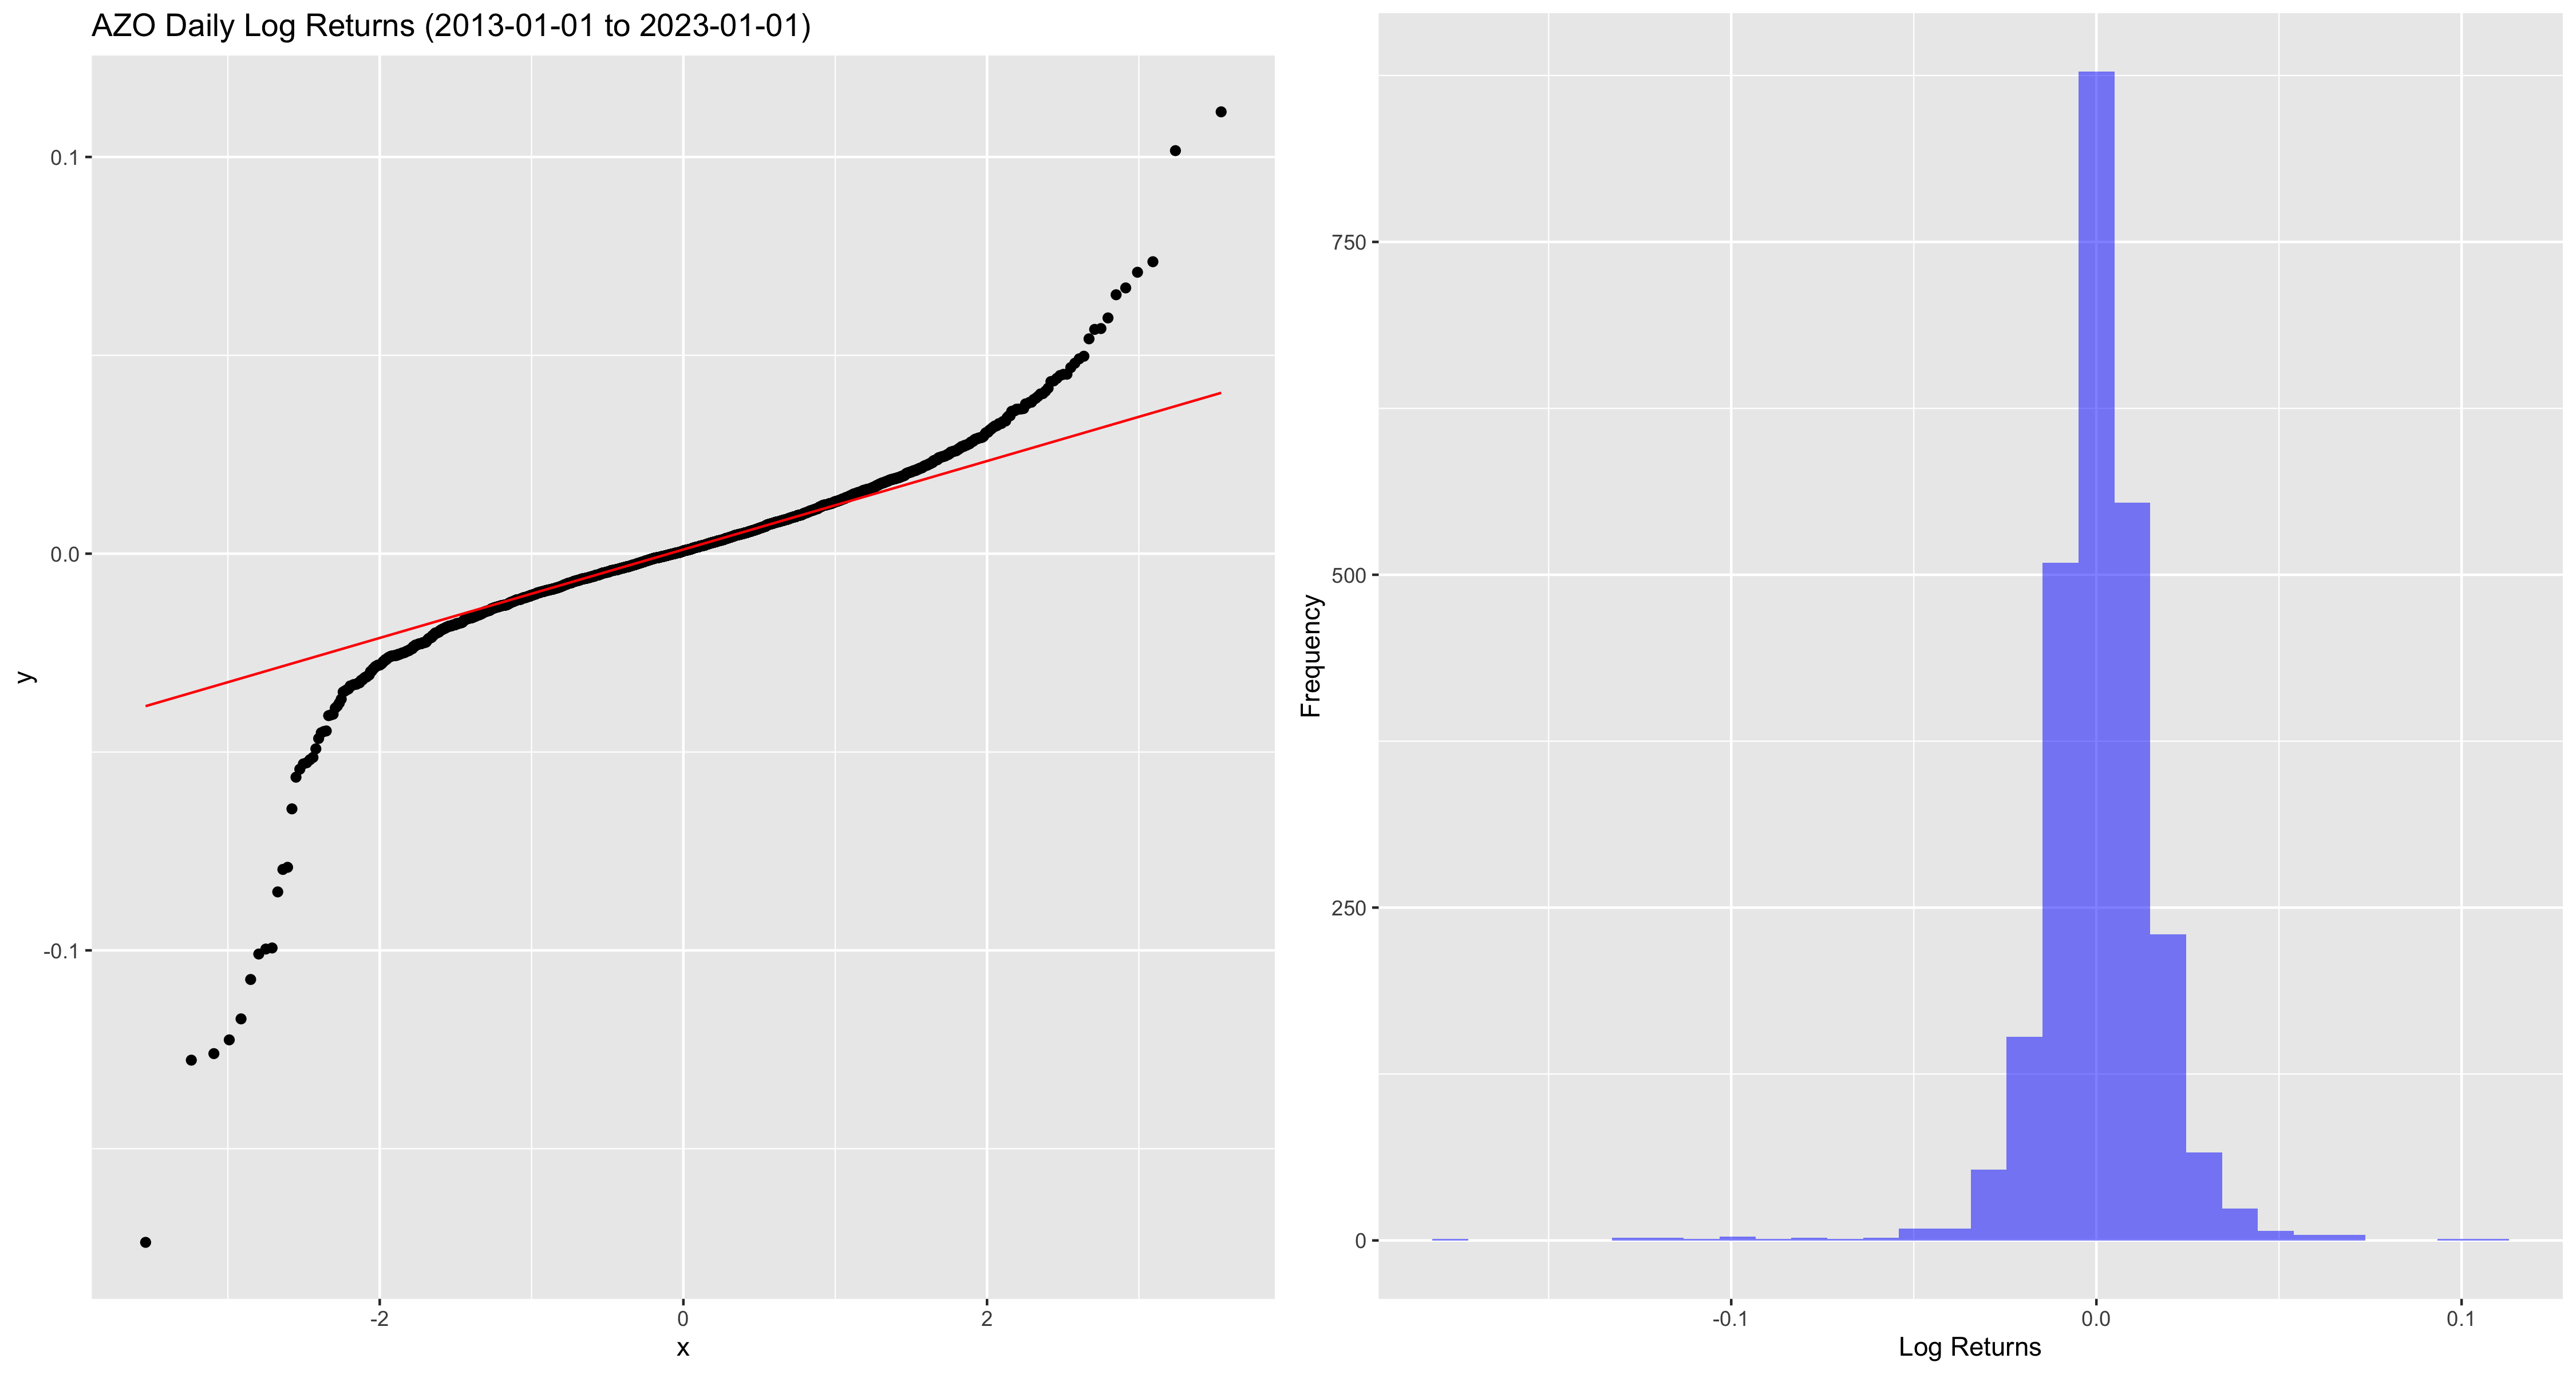 AZO Daily Log Returns (2013-01-01 to 2023-01-01)
0.1
0.0
-0.1
y
-2
0
2
x
750
500
250
0
Frequency
-0.1
0.0
0.1
Log Returns